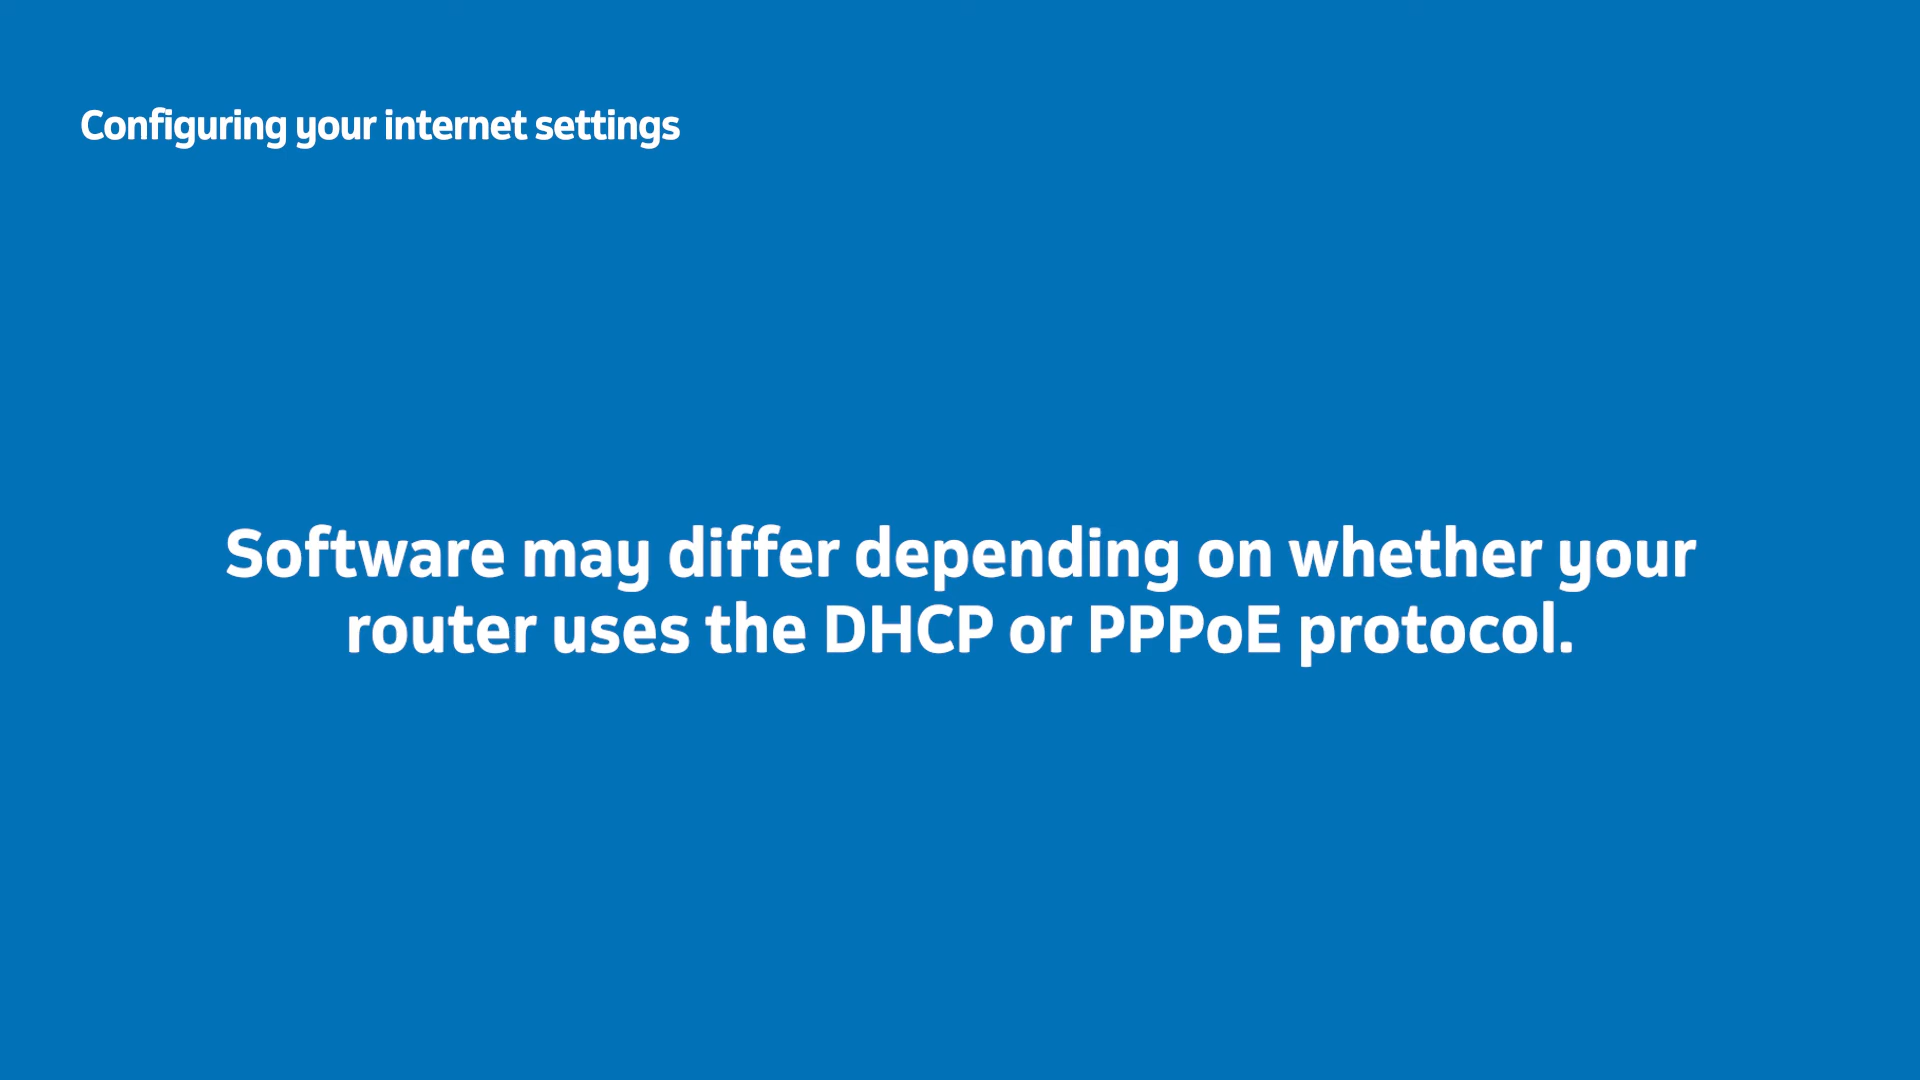 Configuring your internet settings
Software may differ depending on whether your
router uses the DHCP or PPPoE protocol.